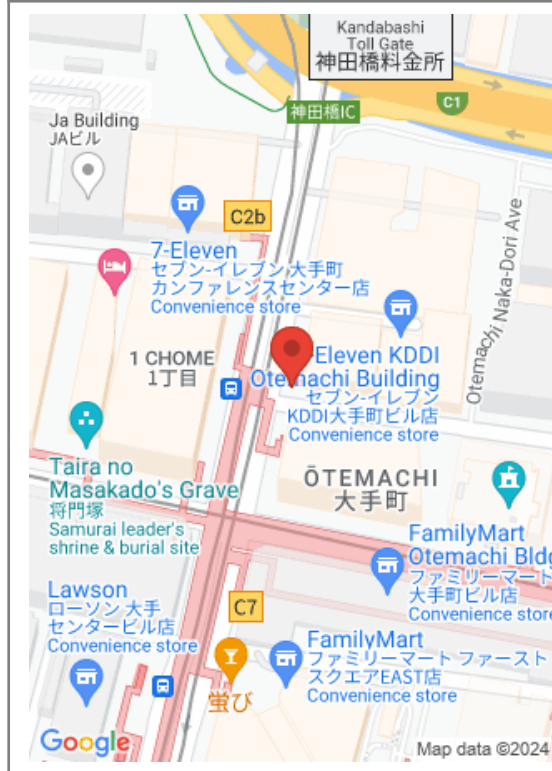 Kandabashi
Toll Gate
神田橋料金所
C1
神田橋IC
Ja Building
JAビル
C2b
7-Eleven
セブン-イレブン 大手町
カンファレンスセンター店
Convenience store
Otemachi Naka-Dori Ave
-Eleven KDDI
Otemachi Building
セブン-イレブン
KDDI大手町ビル店
Convenience store
1 CHOME
1丁目
Taira no
Masakado's Grave
将門塚
Samurai leader's
shrine & burial site
ŌTEMACHI
大手町
FamilyMart
Otemachi Bldg
ファミリーマート
大手町ビル店
Convenience store
Lawson
ローソン 大手
センタービル店
Convenience store
C7
蛍び
FamilyMart
ファミリーマート ファースト
スクエアEAST店
Convenience store
Google
Map data ©2024